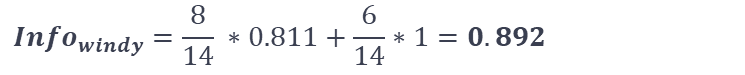 Info_windy = 8/14 * 0.811 + 6/14 * 1 = 0.892